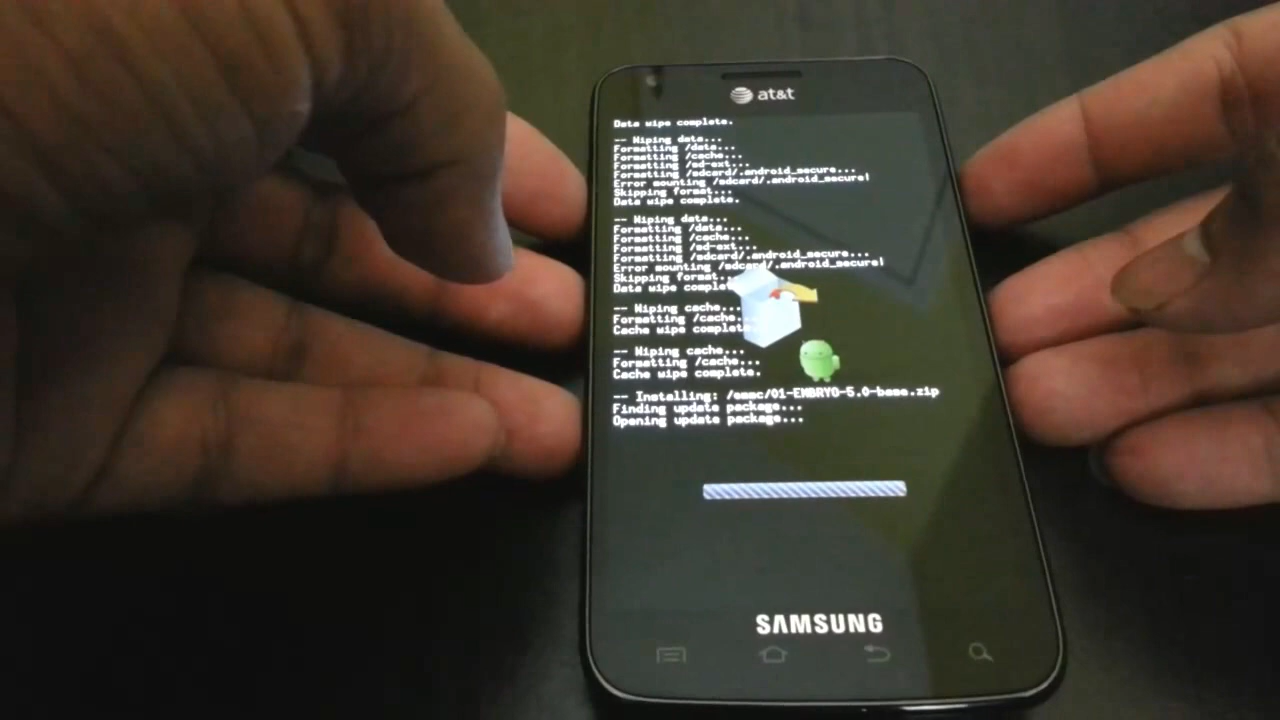 at&t
Data wipe complete.
-- Wiping data...
Formatting /data...
Formatting /cache...
Formatting /sd-ext...
Formatting /sdcard/.android_secure...
Error mounting /sdcard/.android_secure!
Skipping format...
Data wipe complete.
-- Wiping data...
Formatting /data...
Formatting /cache...
Formatting /sd-ext...
Formatting /sdcard/.android_secure...
Error mounting /sdcard/.android_secure!
Skipping format...
Data wipe complete
-- Wiping cache...
Formatting /cache...
Cache wipe complete.
-- Wiping cache...
Formatting /cache...
Cache wipe complete.
-- Installing: /emmc/01-EMBRYO-5.0-base.zip
Finding update package...
Opening update package...
SAMSUNG